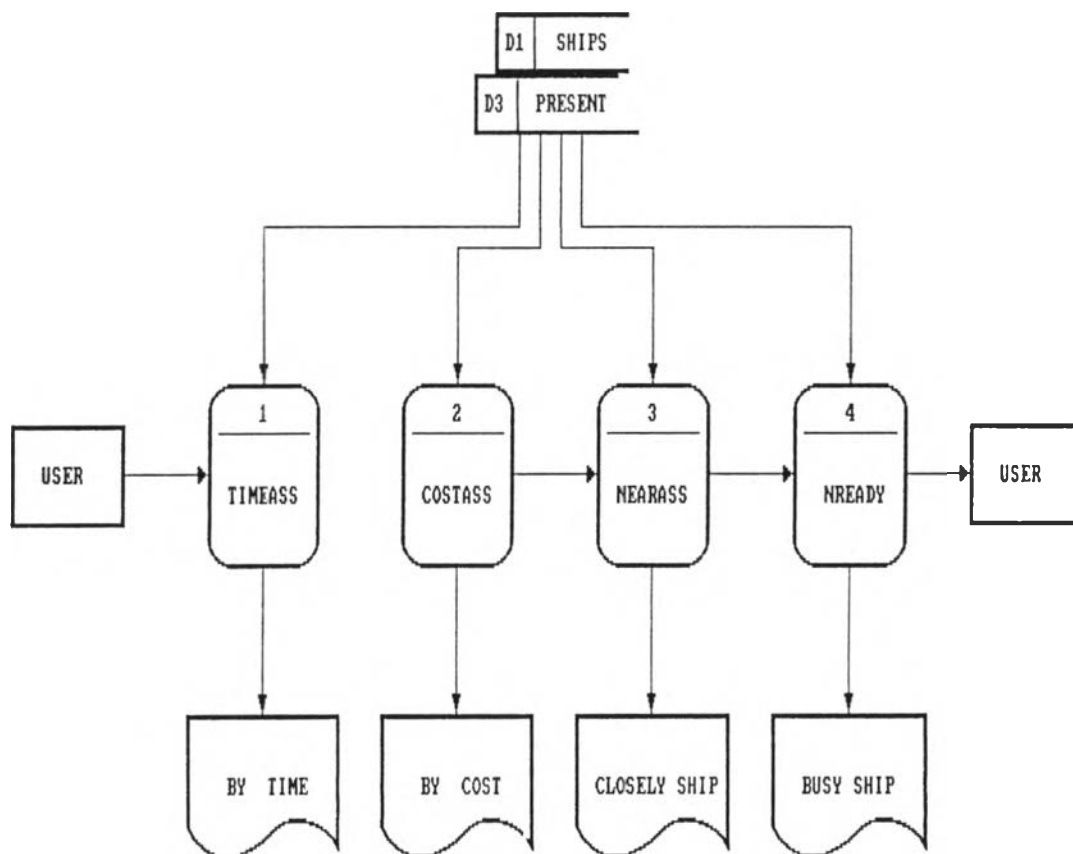 D1 SHIPS
D3 PRESENT
1
2
3
4
USER
TIMEASS
COSTASS
NEARASS
NREADY
USER
BY TIME
BY COST
CLOSELY SHIP
BUSY SHIP